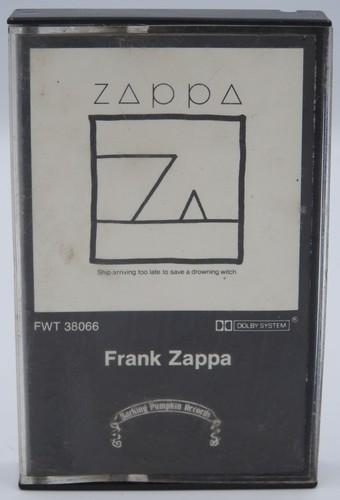 ZAPPA
Ship arriving too late to save a drowning witch
FWT 38066
DOLBY SYSTEM ®
Frank Zappa
Barking Pumpkin Records